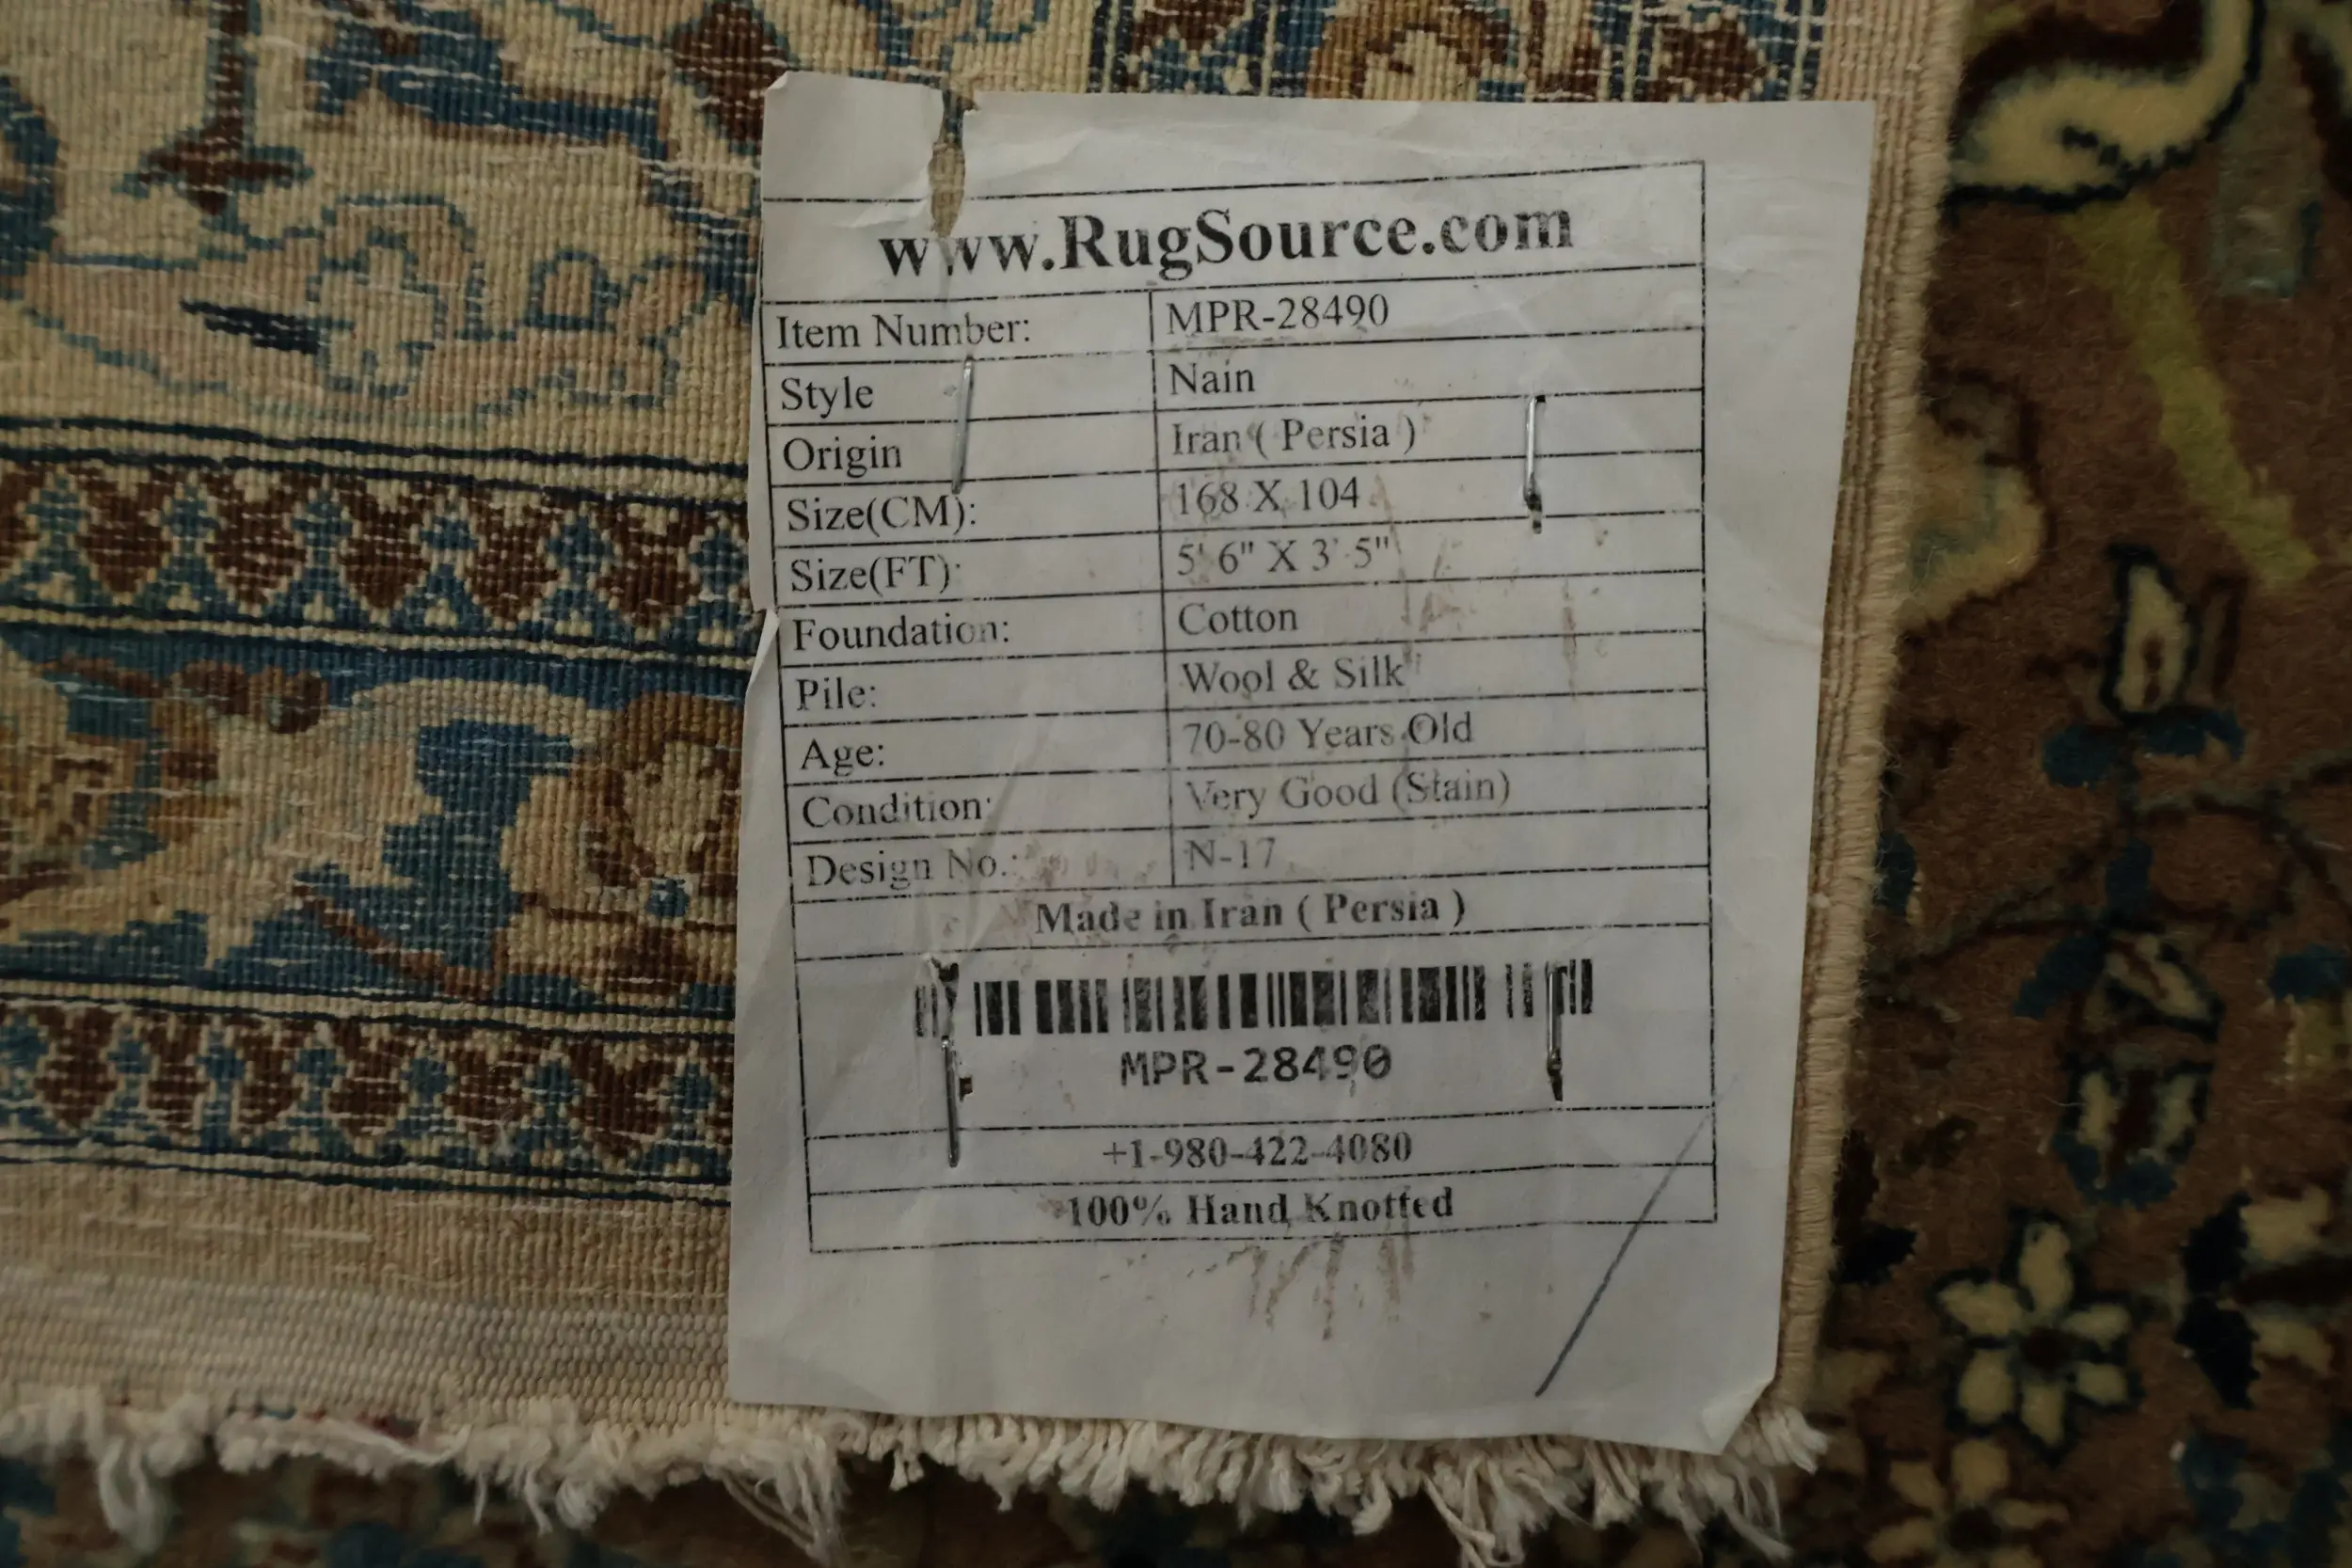 www.RugSource.com
Item Number: MPR-28490
Style Nain
Origin Iran ( Persia )
Size(CM): 168 X 104
Size(FT): 5' 6" X 3' 5"
Foundation: Cotton
Pile: Wool & Silk
Age: 70-80 Years Old
Condition: Very Good (Stain)
Design No.: N-17
Made in Iran ( Persia )
MPR-28490
+1-980-422-4080
100% Hand Knotted